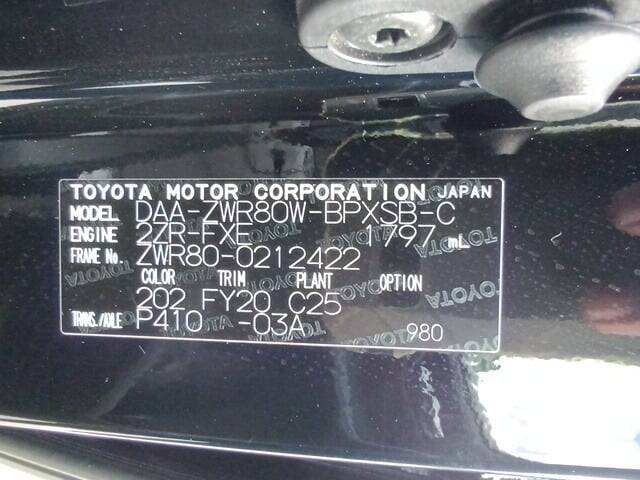 TOYOTA MOTOR CORPORATION JAPAN
MODEL DAA-ZWR80W-BPXSB-C
ENGINE 2ZR-FXE 1797 mL
FRAME No. ZWR80-0212422
COLOR TRIM PLANT OPTION
202 FY20 C25
TRANS./AXLE P410 -03A
980